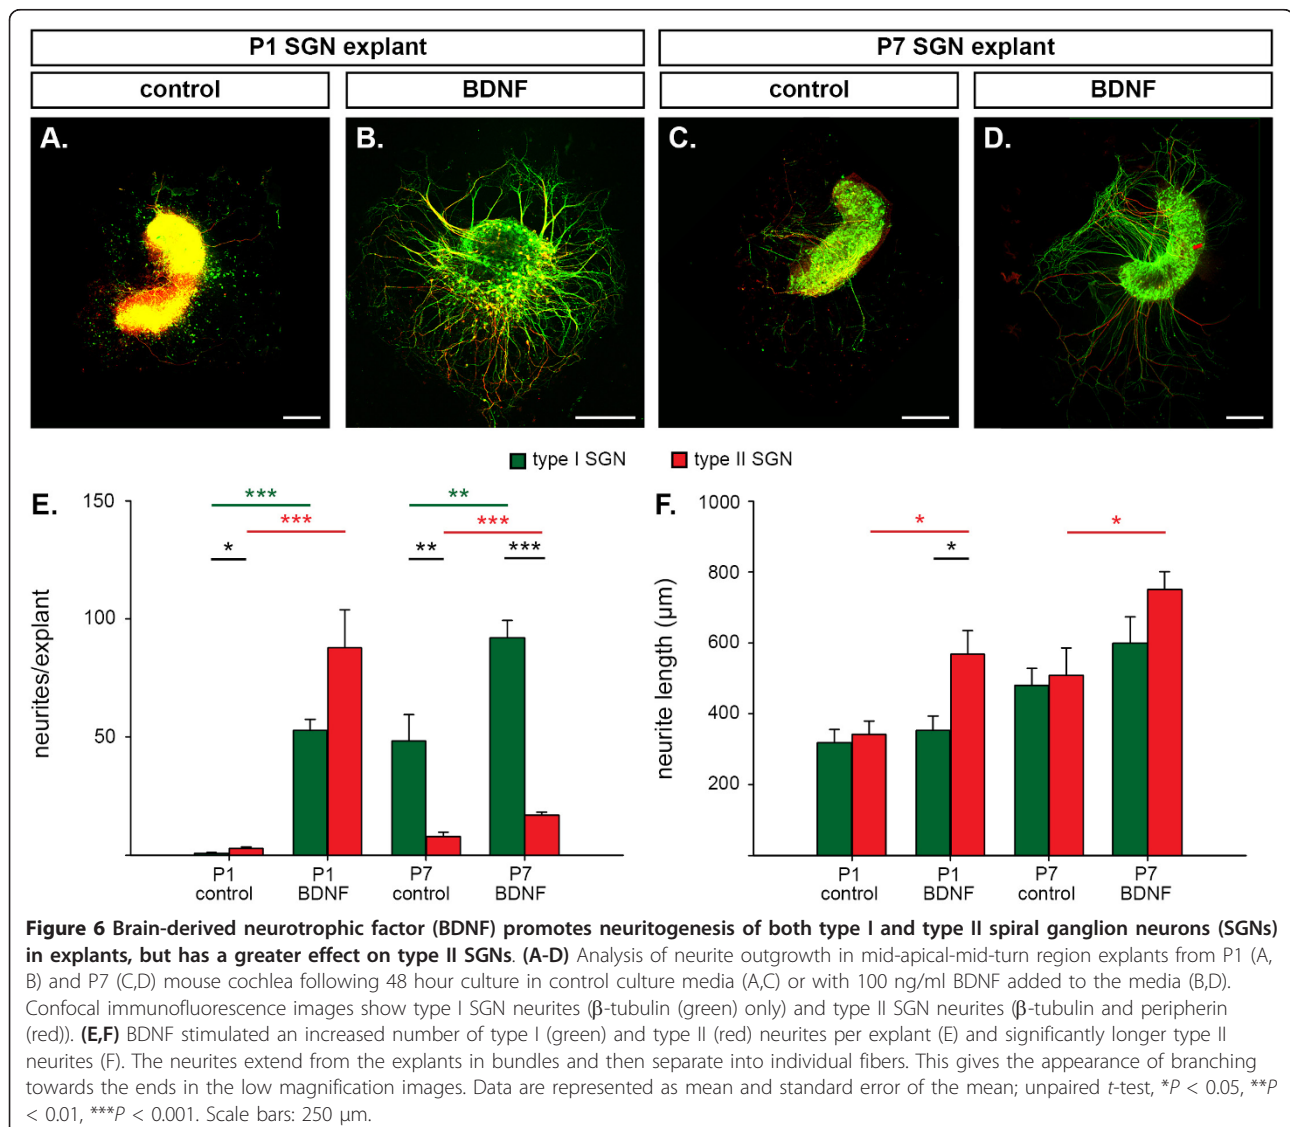 P1 SGN explant
P7 SGN explant
control
BDNF
control
BDNF
A.
B.
C.
D.
type I SGN
type II SGN
E.
150
100
50
neurites/explant
***
***
*
**
***
**
***
P1 control
P1 BDNF
P7 control
P7 BDNF
F.
1000
800
600
400
200
neurite length (µm)
*
*
*
P1 control
P1 BDNF
P7 control
P7 BDNF
Figure 6 Brain-derived neurotrophic factor (BDNF) promotes neuritogenesis of both type I and type II spiral ganglion neurons (SGNs)
in explants, but has a greater effect on type II SGNs. (A-D) Analysis of neurite outgrowth in mid-apical-mid-turn region explants from P1 (A,
B) and P7 (C,D) mouse cochlea following 48 hour culture in control culture media (A,C) or with 100 ng/ml BDNF added to the media (B,D).
Confocal immunofluorescence images show type I SGN neurites (β-tubulin (green) only) and type II SGN neurites (β-tubulin and peripherin
(red)). (E,F) BDNF stimulated an increased number of type I (green) and type II (red) neurites per explant (E) and significantly longer type II
neurites (F). The neurites extend from the explants in bundles and then separate into individual fibers. This gives the appearance of branching
towards the ends in the low magnification images. Data are represented as mean and standard error of the mean; unpaired t-test, *P < 0.05, **P
< 0.01, ***P < 0.001. Scale bars: 250 µm.